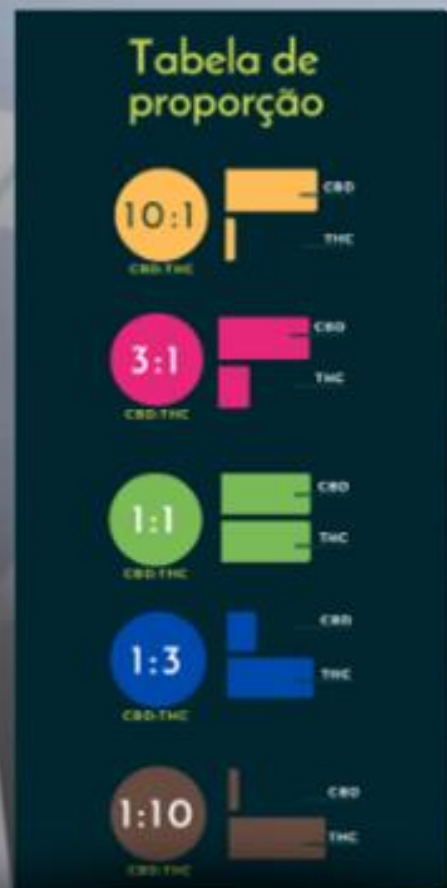 Tabela de
proporção
10:1
CBD
THC
CBD:THC
3:1
CBD
THC
CBD:THC
1:1
CBD
THC
CBD:THC
1:3
CBD
THC
CBD:THC
1:10
CBD
THC
CBD:THC